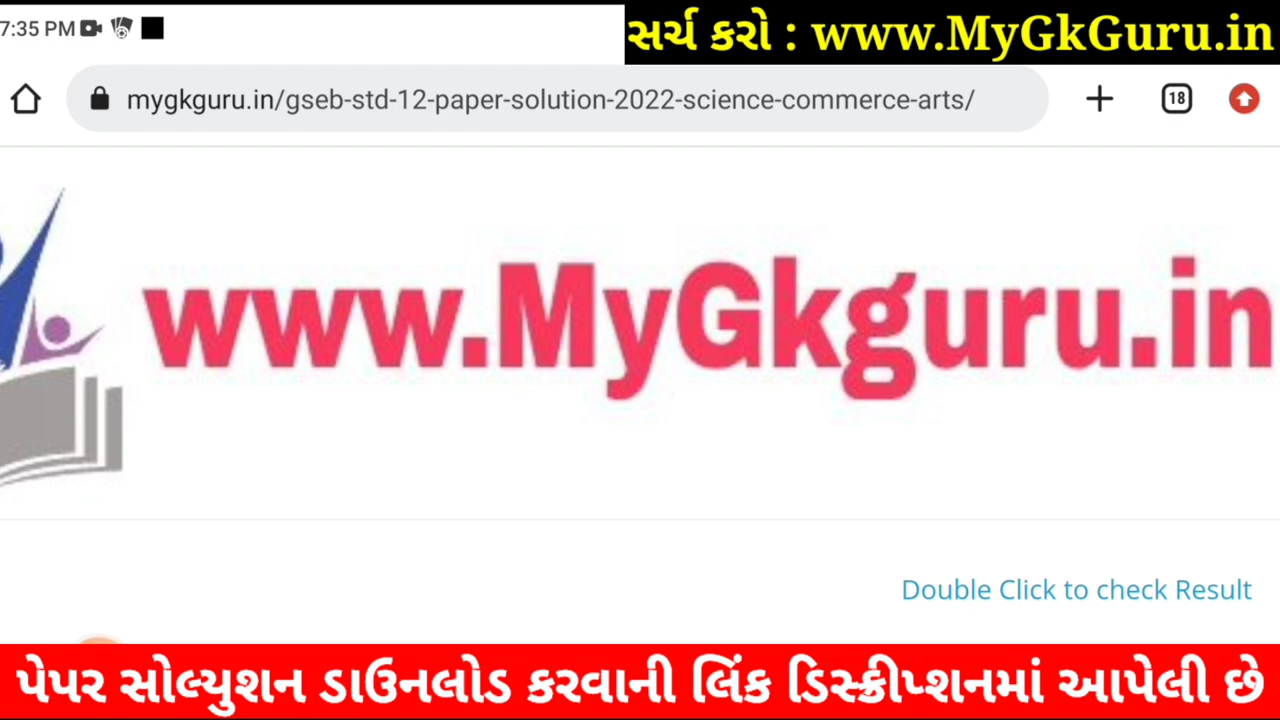 7:35 PM
સર્ચ કરો : www.MyGkGuru.in
mygkguru.in/gseb-std-12-paper-solution-2022-science-commerce-arts/
18
www.MyGkguru.in
Double Click to check Result
પેપર સોલ્યુશન ડાઉનલોડ કરવાની લિંક ડિસ્ક્રીપ્શનમાં આપેલી છે